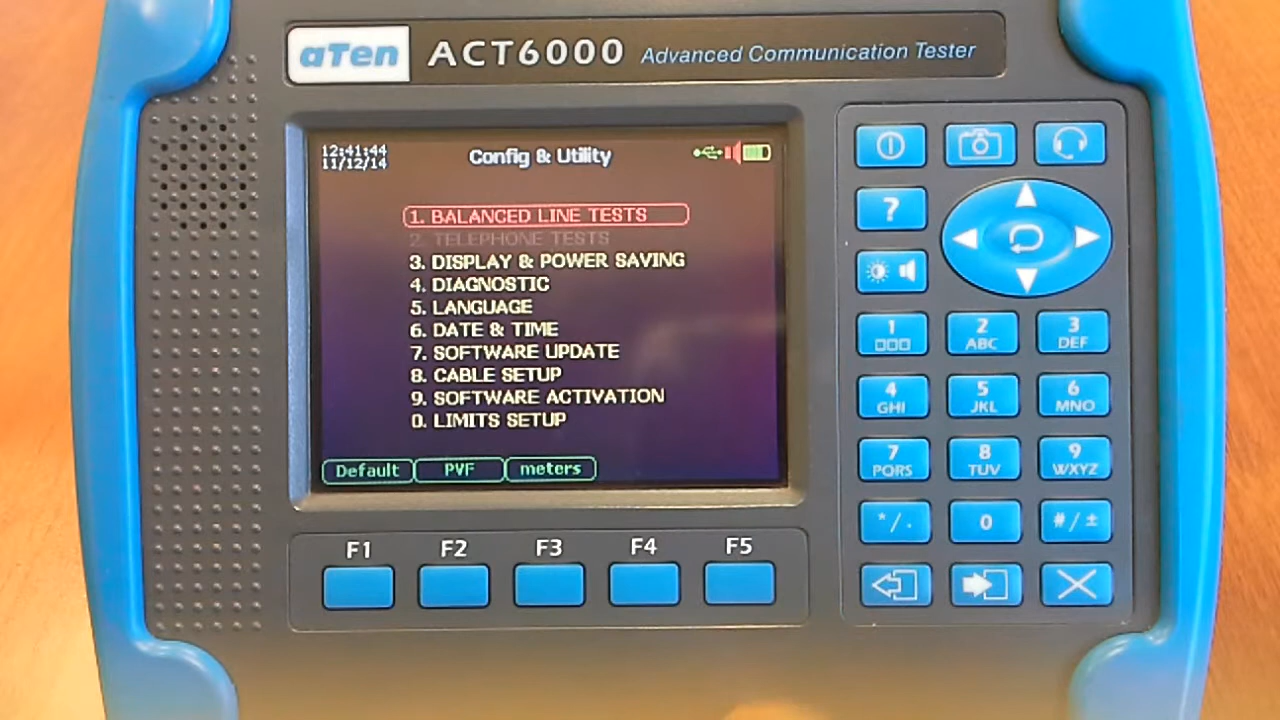 aTen ACT6000 Advanced Communication Tester
12:41:44
11/12/14
Config & Utility
1. BALANCED LINE TESTS
2. TELEPHONE TESTS
3. DISPLAY & POWER SAVING
4. DIAGNOSTIC
5. LANGUAGE
6. DATE & TIME
7. SOFTWARE UPDATE
8. CABLE SETUP
9. SOFTWARE ACTIVATION
0. LIMITS SETUP
Default PVF meters
F1 F2 F3 F4 F5
?
1 2 3
ABC DEF
4 5 6
GHI JKL MNO
7 8 9
PQRS TUV WXYZ
*/. 0 #/±